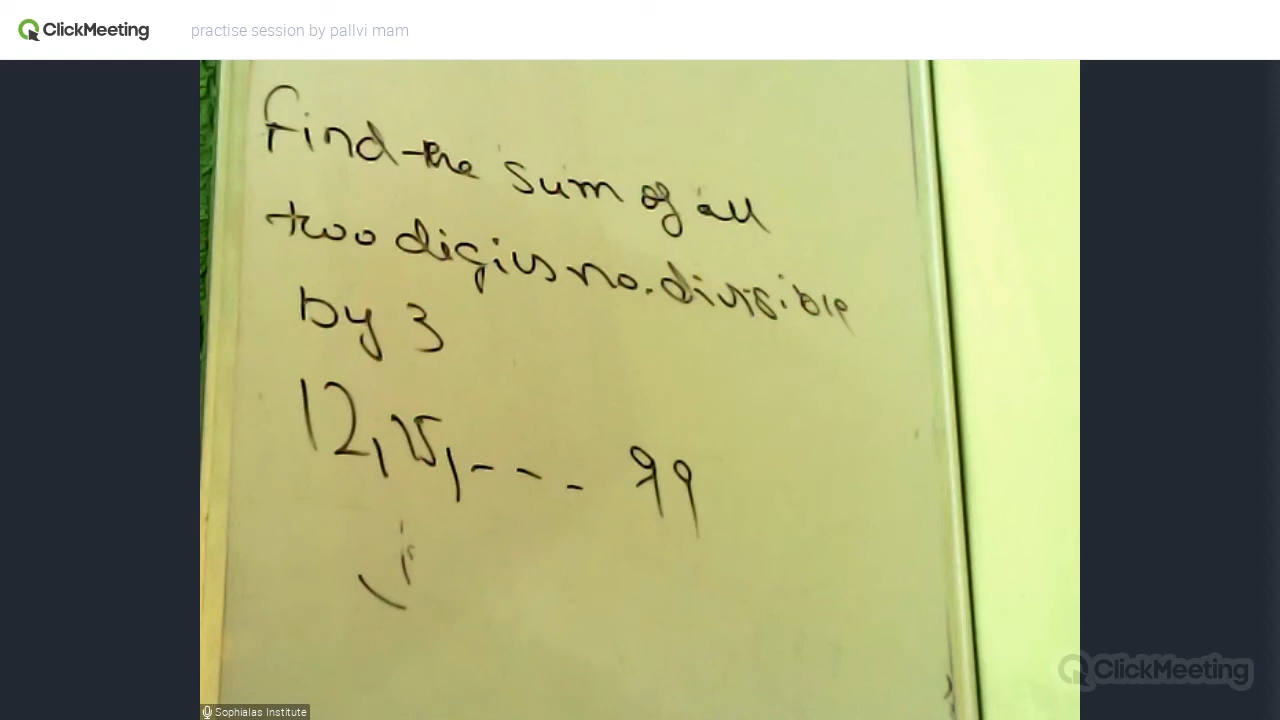 ClickMeeting
practise session by pallvi mam
Find the sum of all
two digits no. divisible
by 3
12, 15, - - - 99
ClickMeeting
Sophialas Institute